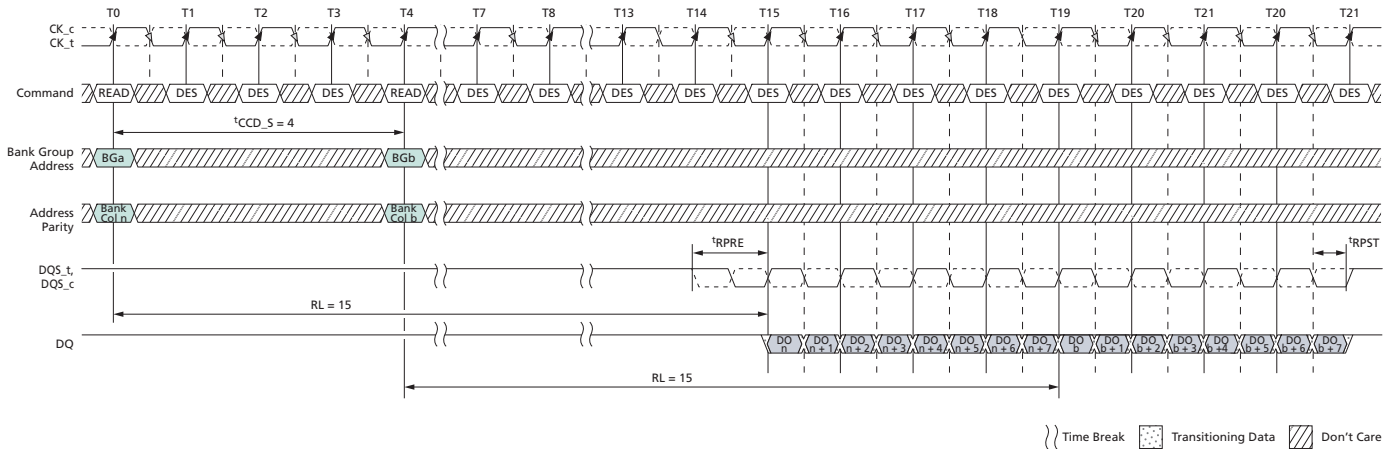 T0 T1 T2 T3 T4 T7 T8 T13 T14 T15 T16 T17 T18 T19 T20 T21 T20 T21
CK_c
CK_t
Command READ DES DES DES READ DES DES DES DES DES DES DES DES DES DES DES DES DES
tCCD_S = 4
Bank Group
Address
BGa BGb
Address
Parity
Bank
Col n
Bank
Col b
tRPRE tRPST
DQS_t,
DQS_c
RL = 15
DQ
DO
n
DO
n + 1
DO
n + 2
DO
n + 3
DO
n + 4
DO
n + 5
DO
n + 6
DO
n + 7
DO
b
DO
b + 1
DO
b + 2
DO
b + 3
DO
b + 4
DO
b + 5
DO
b + 6
DO
b + 7
RL = 15
Time Break Transitioning Data Don't Care